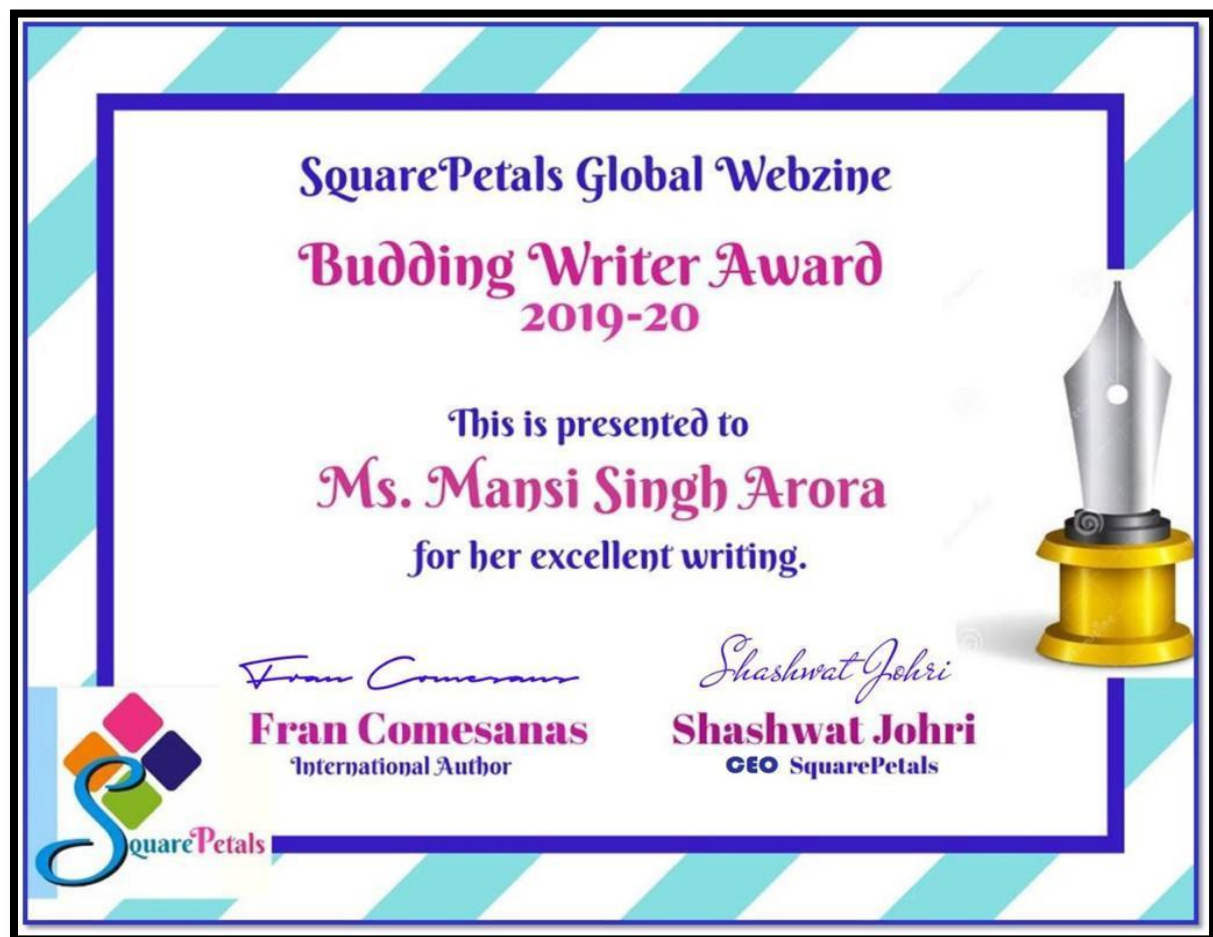 SquarePetals Global Webzine
Budding Writer Award
2019-20
This is presented to
Ms. Mansi Singh Arora
for her excellent writing.
Fran Comesanas
Shashwat Johri
Fran Comesanas
Shashwat Johri
International Author
CEO SquarePetals
SquarePetals